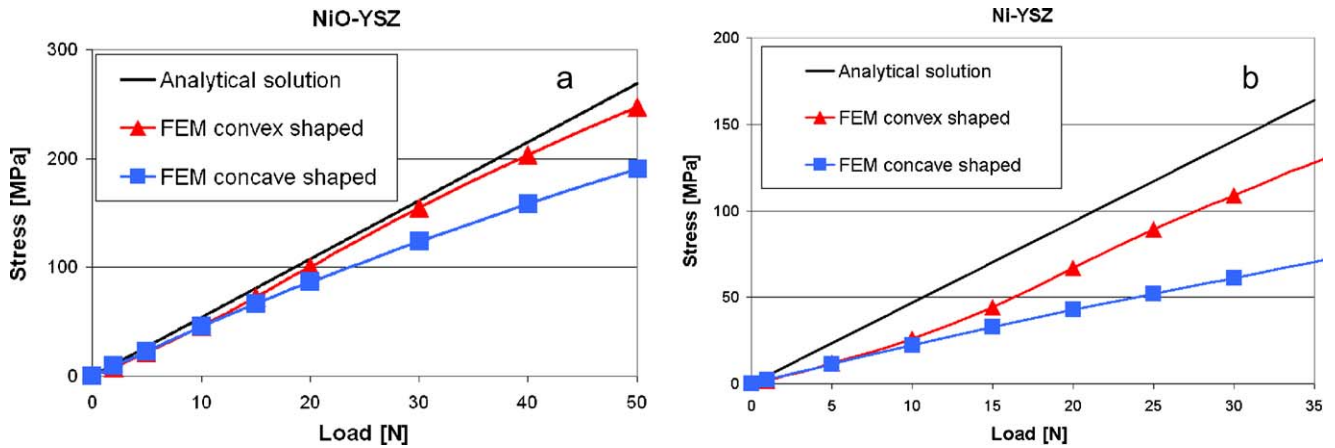 NiO-YSZ
300
200
100
0
Stress [MPa]
Analytical solution
FEM convex shaped
FEM concave shaped
a
0 10 20 30 40 50
Load [N]
Ni-YSZ
200
150
100
50
0
Stress [MPa]
Analytical solution
FEM convex shaped
FEM concave shaped
b
0 5 10 15 20 25 30 35
Load [N]